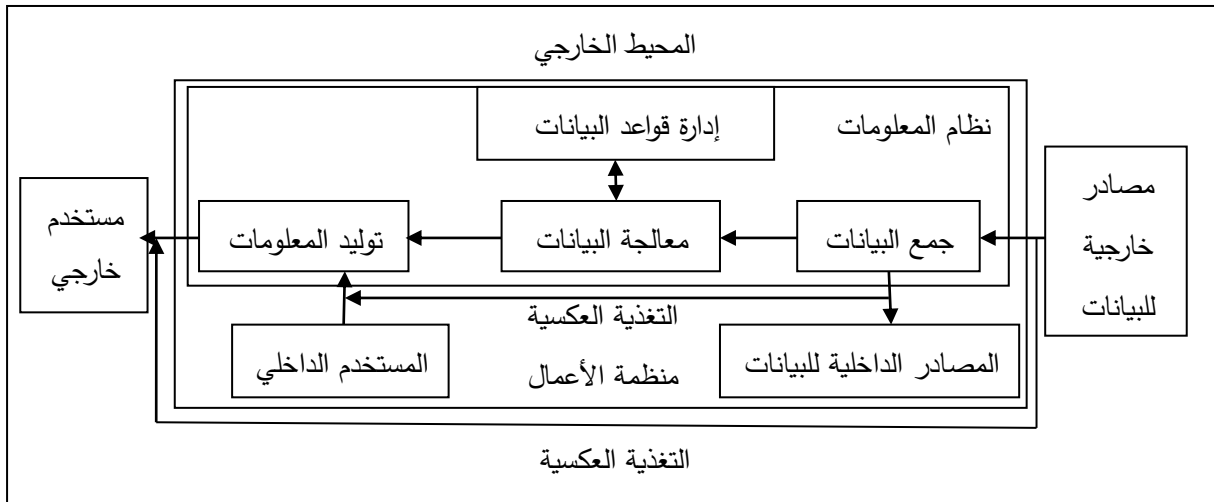 المحيط الخارجي
إدارة قواعد البيانات
نظام المعلومات
مصادر
خارجية
للبيانات
جمع البيانات
معالجة البيانات
توليد المعلومات
مستخدم
خارجي
التغذية العكسية
المصادر الداخلية للبيانات
المستخدم الداخلي
منظمة الأعمال
التغذية العكسية